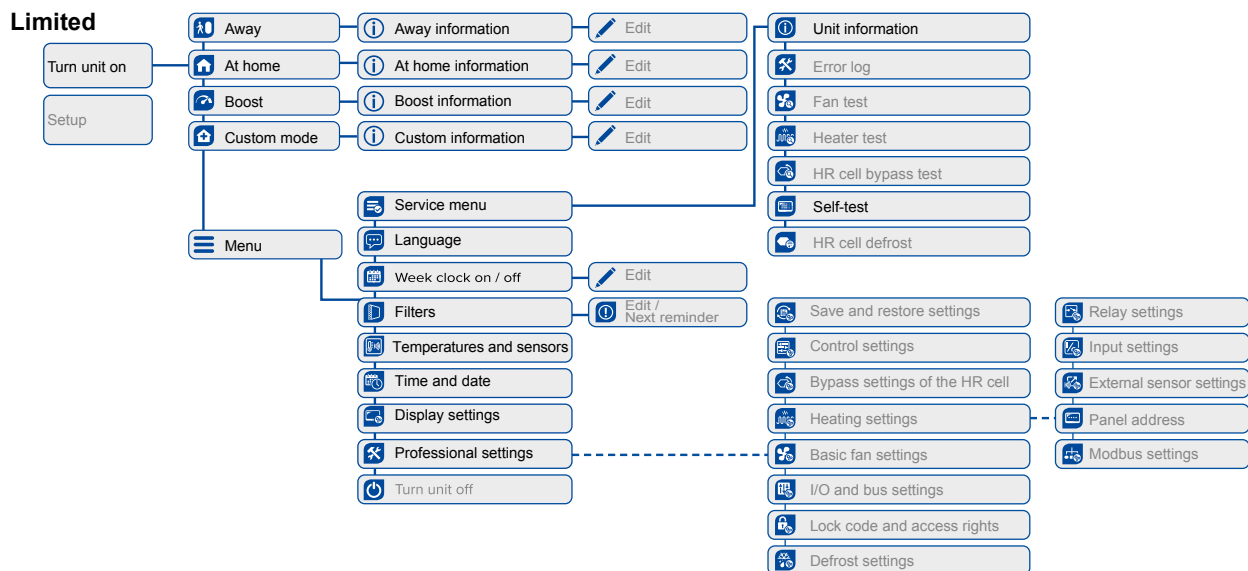 Limited
Turn unit on
Setup
Away
Away information
Edit
At home
At home information
Edit
Boost
Boost information
Edit
Custom mode
Custom information
Edit
Menu
Service menu
Language
Week clock on / off
Edit
Filters
Edit /
Next reminder
Temperatures and sensors
Time and date
Display settings
Professional settings
Turn unit off
Unit information
Error log
Fan test
Heater test
HR cell bypass test
Self-test
HR cell defrost
Save and restore settings
Control settings
Bypass settings of the HR cell
Heating settings
Basic fan settings
I/O and bus settings
Lock code and access rights
Defrost settings
Relay settings
Input settings
External sensor settings
Panel address
Modbus settings